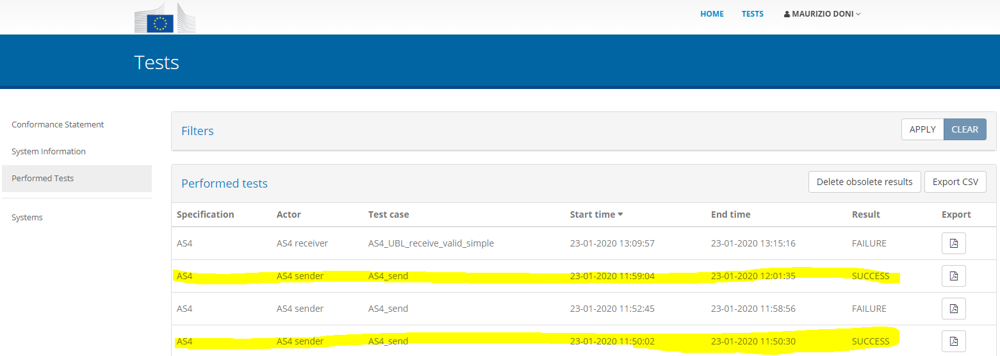 HOME TESTS MAURIZIO DONI
Tests
Conformance Statement
System Information
Performed Tests
Systems
Filters APPLY CLEAR
Performed tests Delete obsolete results Export CSV
Specification Actor Test case Start time End time Result Export
AS4 AS4 receiver AS4_UBL_receive_valid_simple 23-01-2020 13:09:57 23-01-2020 13:15:16 FAILURE
AS4 AS4 sender AS4_send 23-01-2020 11:59:04 23-01-2020 12:01:35 SUCCESS
AS4 AS4 sender AS4_send 23-01-2020 11:52:45 23-01-2020 11:58:56 FAILURE
AS4 AS4 sender AS4_send 23-01-2020 11:50:02 23-01-2020 11:50:30 SUCCESS